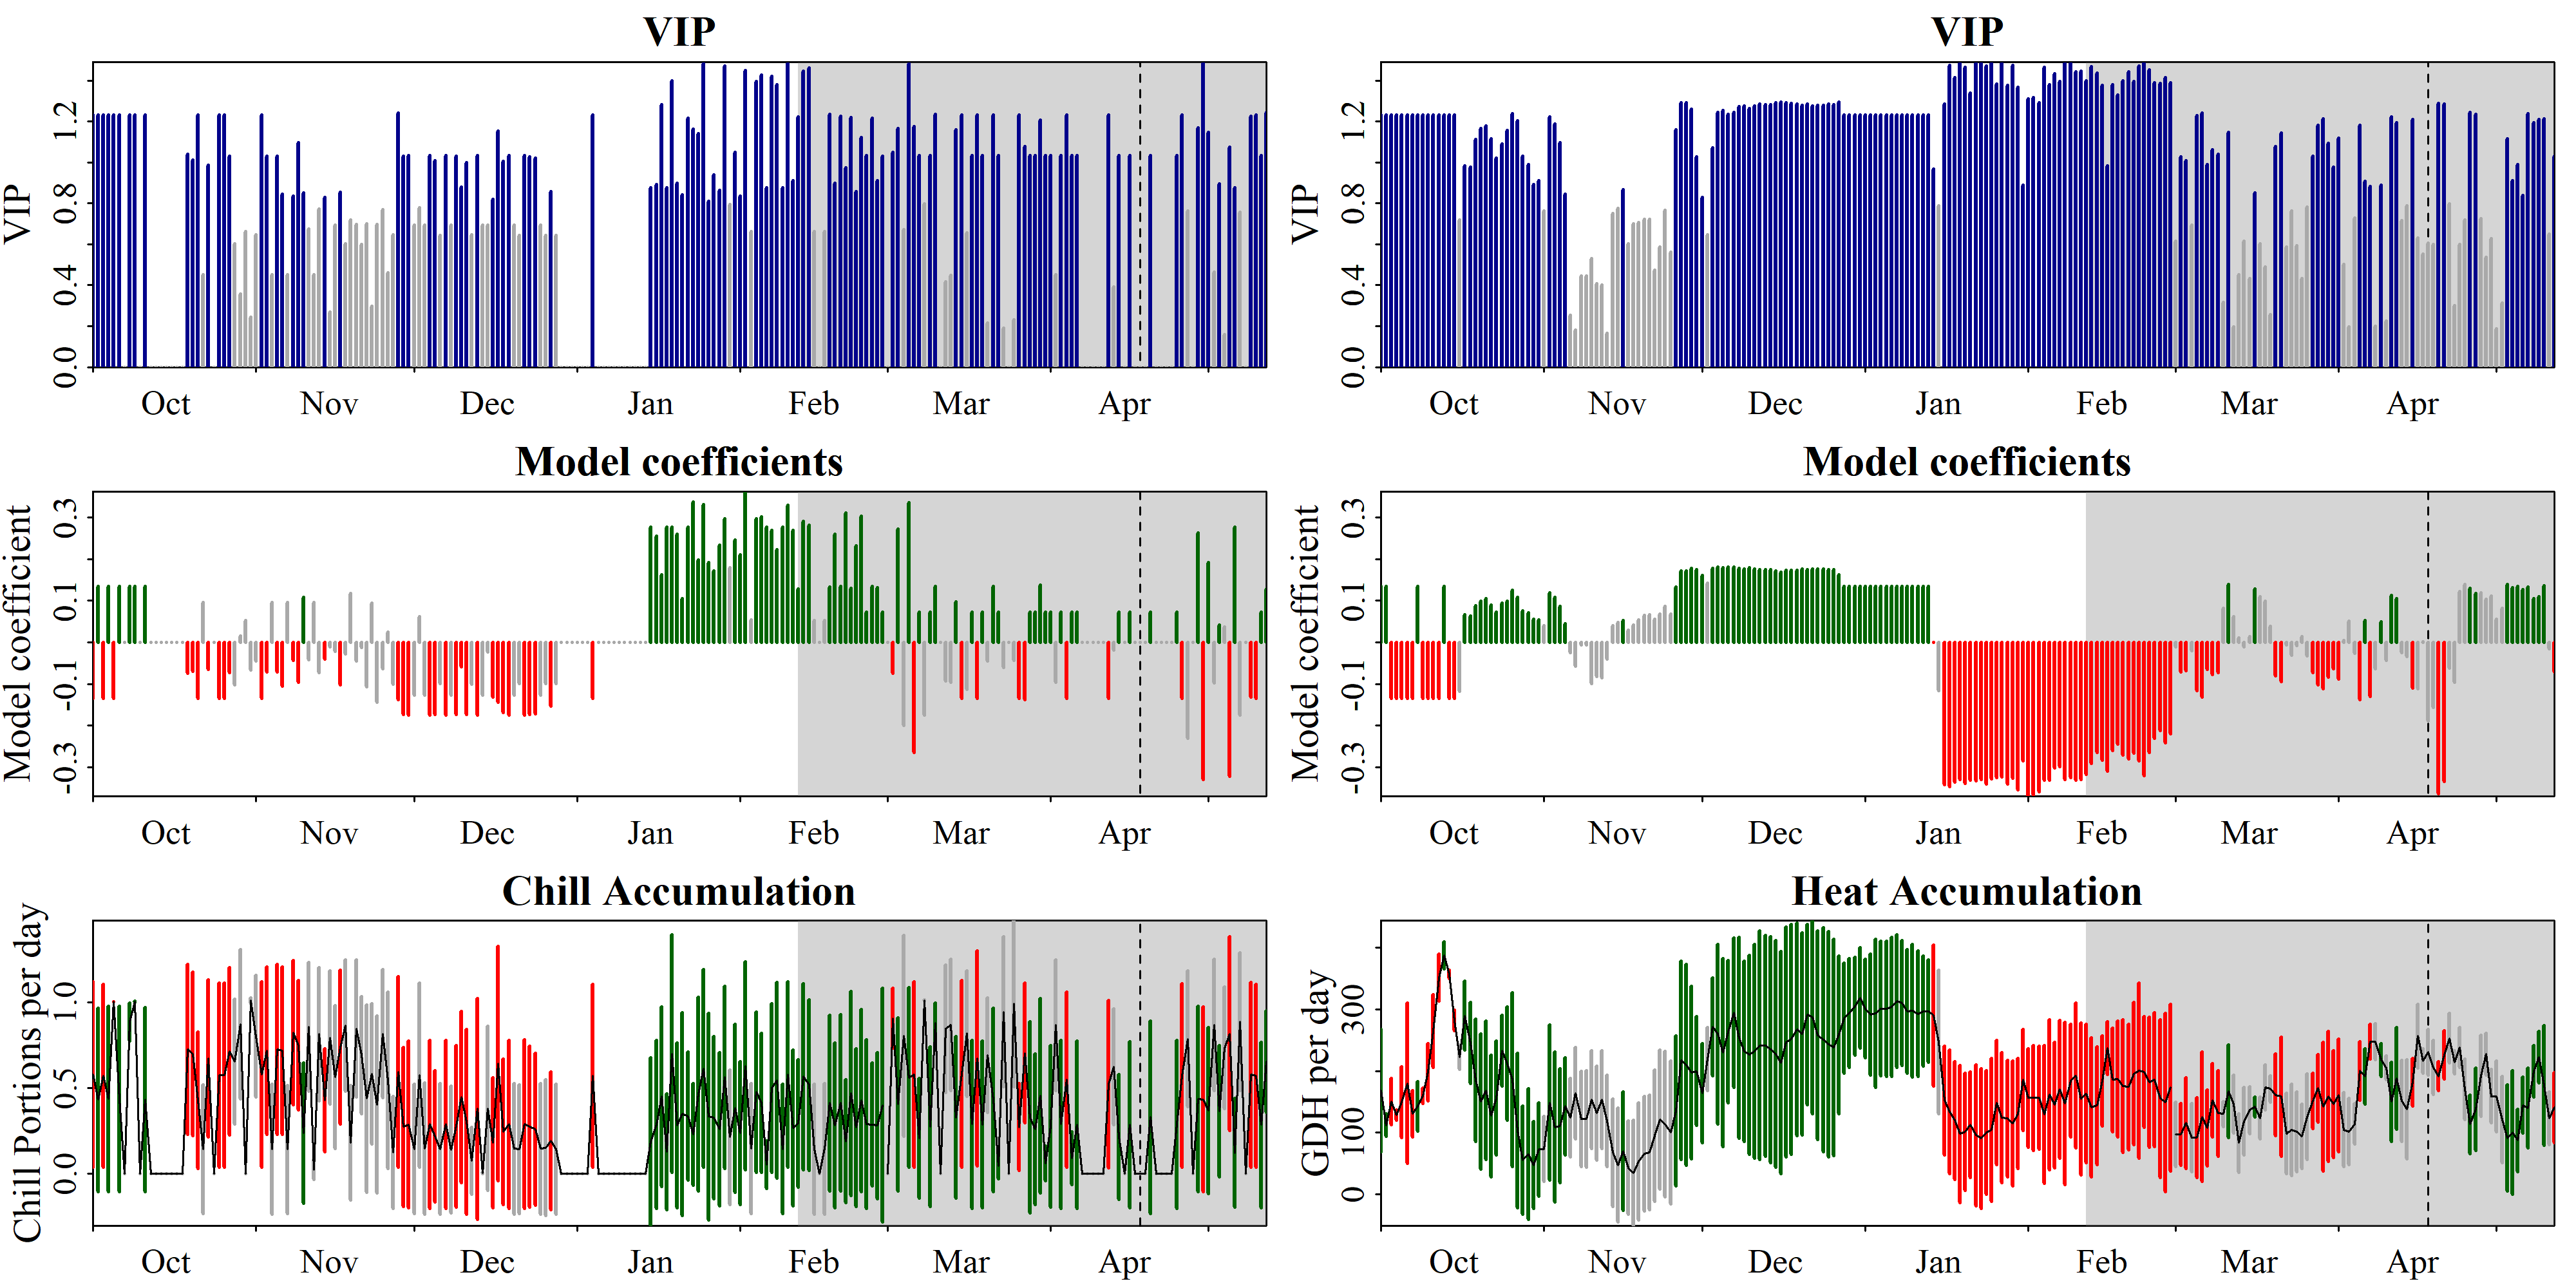 VIP
VIP
0.0 0.4 0.8 1.2
Oct Nov Dec Jan Feb Mar Apr
VIP
VIP
0.0 0.4 0.8 1.2
Oct Nov Dec Jan Feb Mar Apr
Model coefficients
Model coefficient
-0.3 -0.1 0.1 0.3
Oct Nov Dec Jan Feb Mar Apr
Model coefficients
Model coefficient
-0.3 -0.1 0.1 0.3
Oct Nov Dec Jan Feb Mar Apr
Chill Accumulation
Chill Portions per day
0.0 0.5 1.0
Oct Nov Dec Jan Feb Mar Apr
Heat Accumulation
GDH per day
0 100 300
Oct Nov Dec Jan Feb Mar Apr